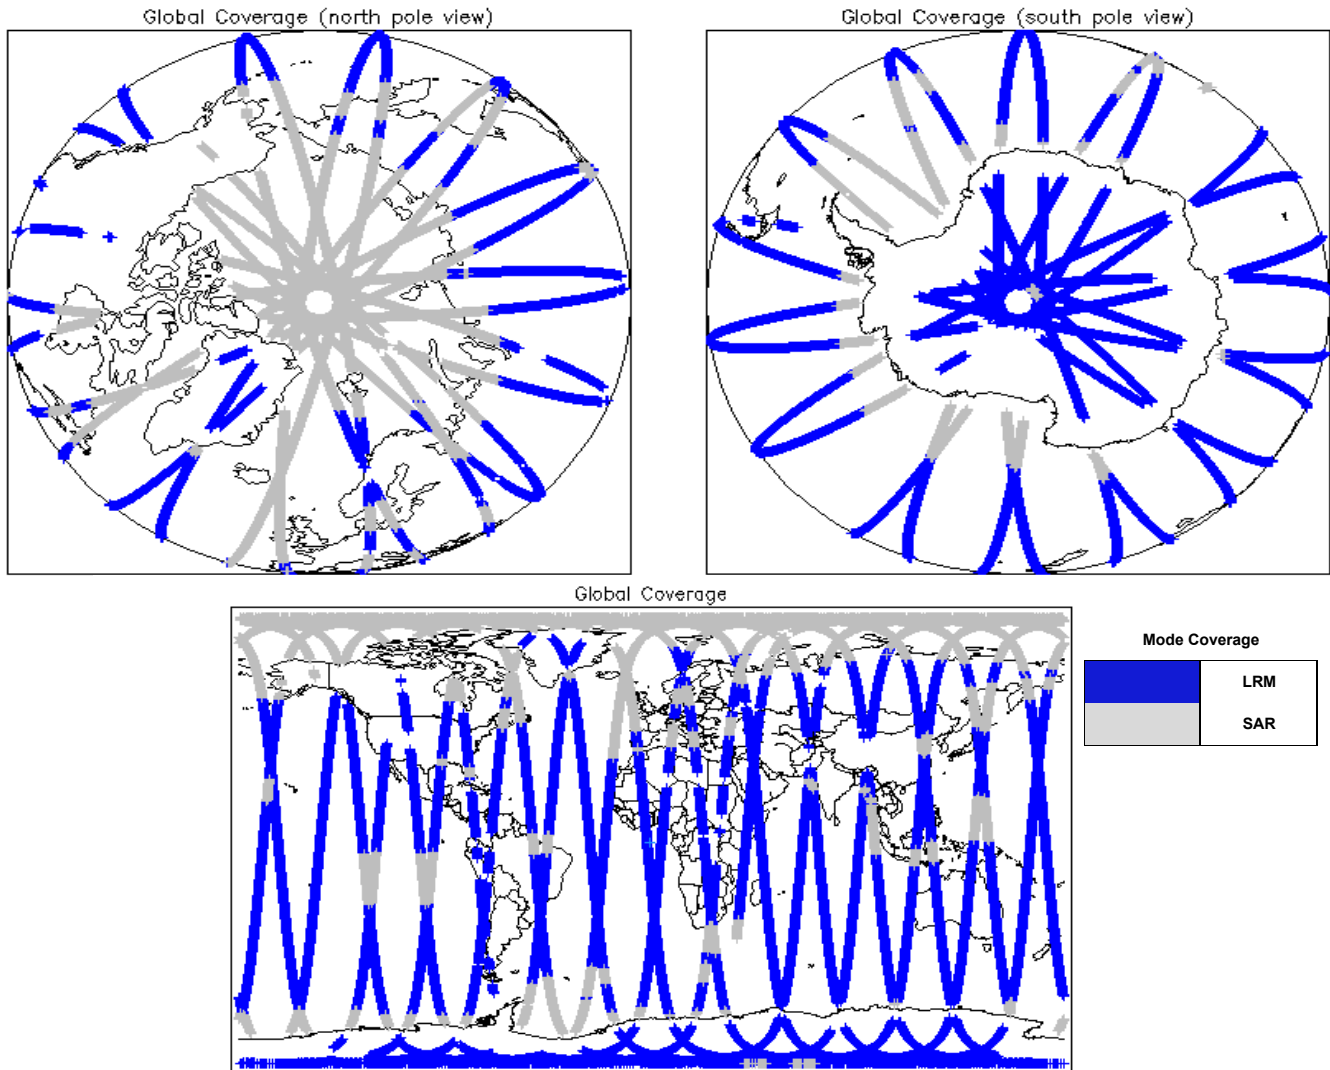 Global Coverage (north pole view)
Global Coverage (south pole view)
Global Coverage
Mode Coverage
LRM
SAR